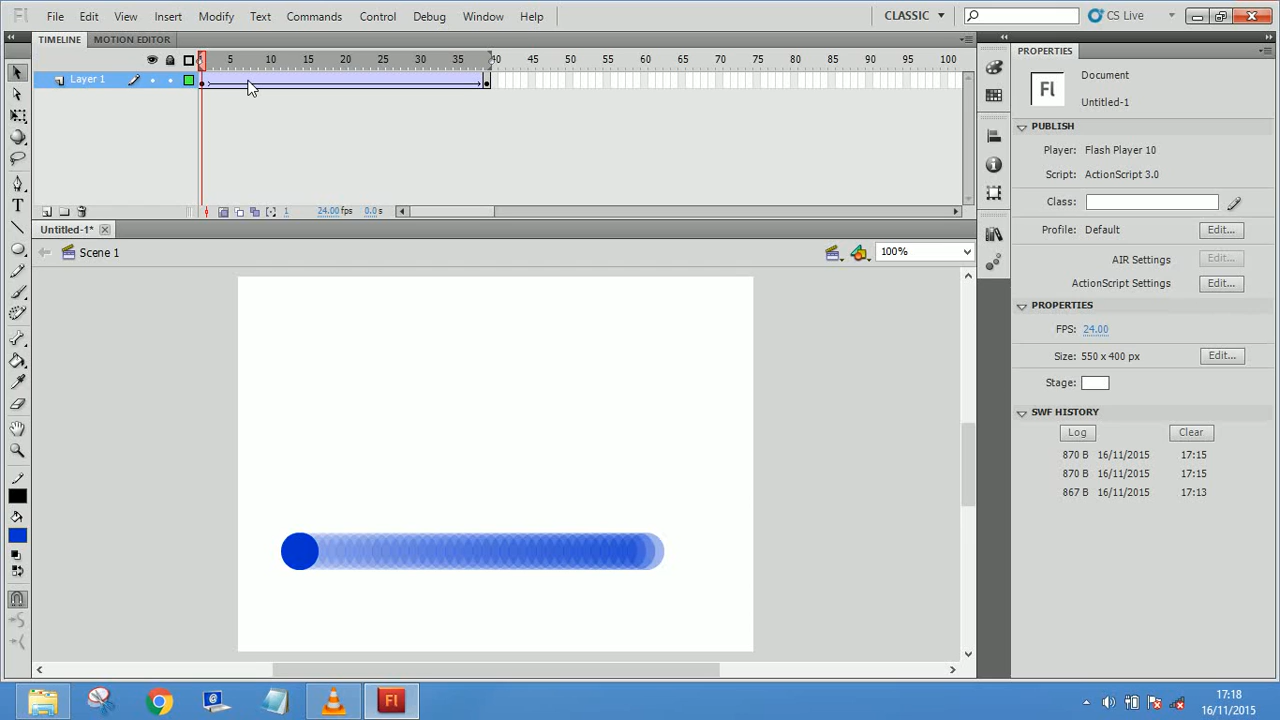 Fl File Edit View Insert Modify Text Commands Control Debug Window Help CLASSIC CS Live
TIMELINE MOTION EDITOR
5 10 15 20 25 30 35 40 45 50 55 60 65 70 75 80 85 90 95 100
Layer 1
1 24.00fps 0.0s
Untitled-1*
Scene 1 100%
PROPERTIES
Fl Document
Untitled-1
PUBLISH
Player: Flash Player 10
Script: ActionScript 3.0
Class:
Profile: Default Edit...
AIR Settings Edit...
ActionScript Settings Edit...
PROPERTIES
FPS: 24.00
Size: 550 x 400 px Edit...
Stage:
SWF HISTORY
Log Clear
870 B 16/11/2015 17:15
870 B 16/11/2015 17:15
867 B 16/11/2015 17:13
Fl
17:18
16/11/2015